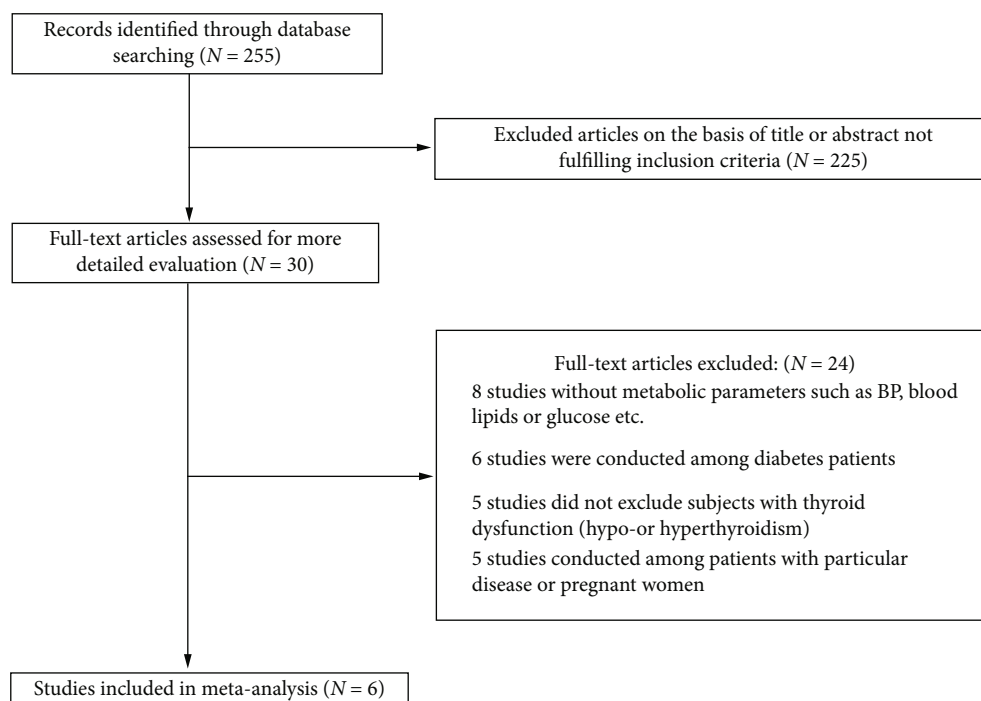 Records identified through database
searching (N = 255)
Excluded articles on the basis of title or abstract not
fulfilling inclusion criteria (N = 225)
Full-text articles assessed for more
detailed evaluation (N = 30)
Full-text articles excluded: (N = 24)
8 studies without metabolic parameters such as BP, blood
lipids or glucose etc.
6 studies were conducted among diabetes patients
5 studies did not exclude subjects with thyroid
dysfunction (hypo-or hyperthyroidism)
5 studies conducted among patients with particular
disease or pregnant women
Studies included in meta-analysis (N = 6)